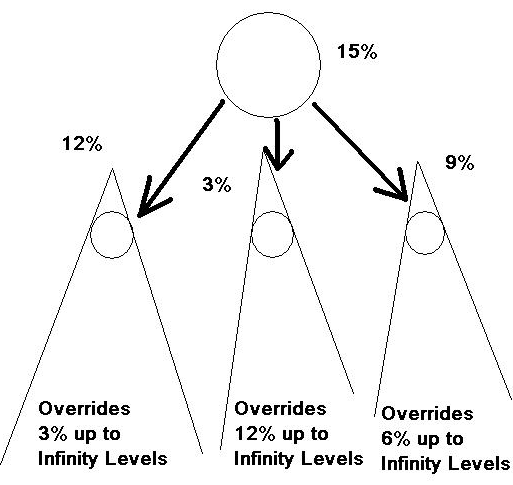 15%
12%
3%
9%
Overrides
3% up to
Infinity Levels
Overrides
12% up to
Infinity Levels
Overrides
6% up to
Infinity Levels